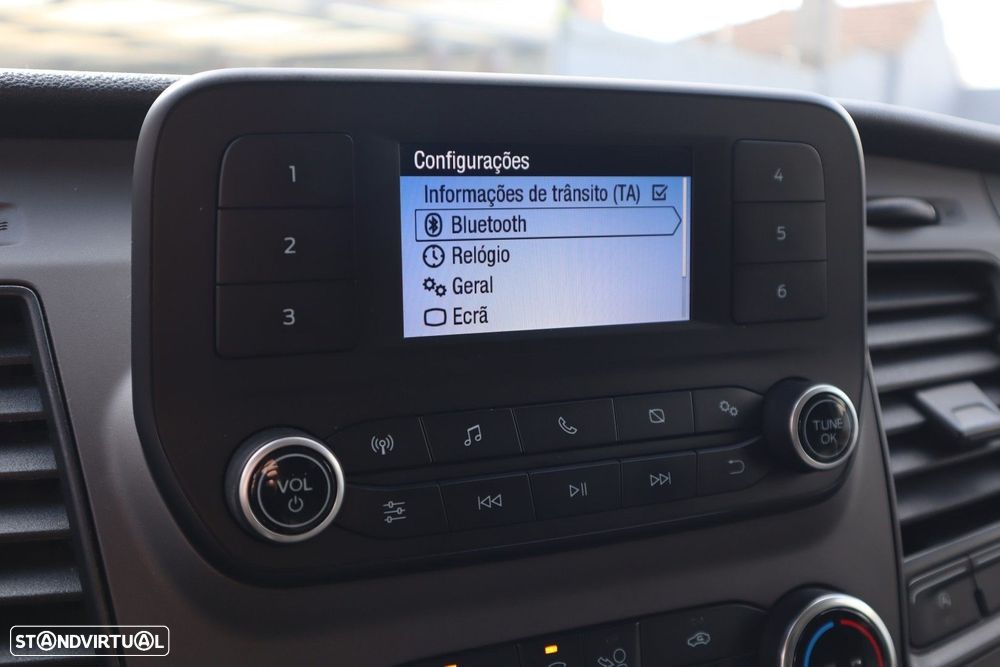 Configurações
Informações de trânsito (TA)
Bluetooth
Relógio
Geral
Ecrã
1
2
3
4
5
6
VOL
TUNE
OK
STANDVIRTUAL